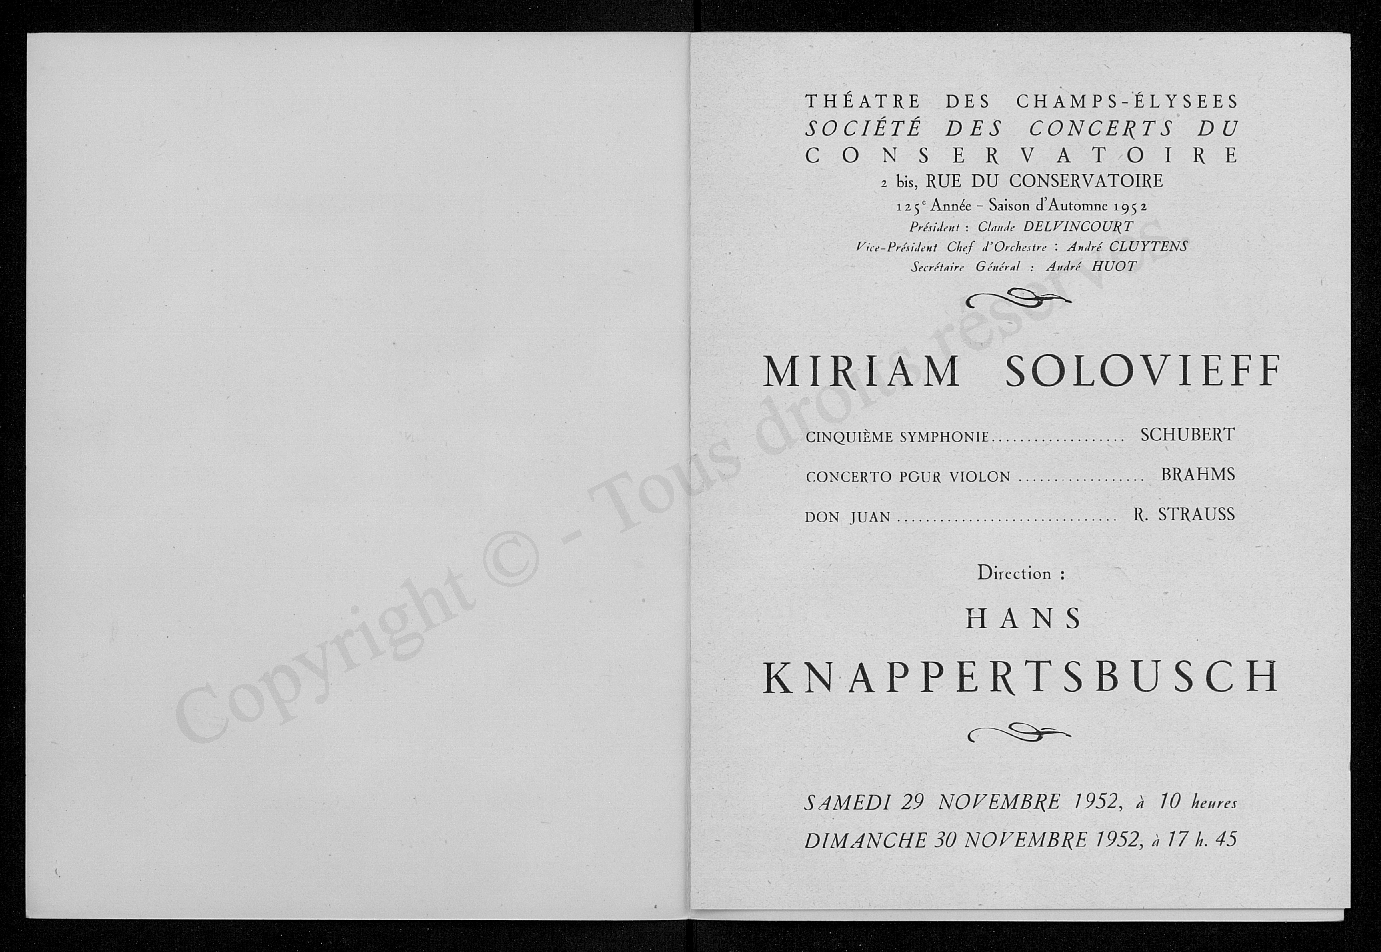 THÉATRE DES CHAMPS-ÉLYSEES
SOCIÉTÉ DES CONCERTS DU
CONSERVATOIRE
2 bis, RUE DU CONSERVATOIRE
125e Année - Saison d'Automne 1952
Président : Claude DELVINCOURT
Vice-Président Chef d'Orchestre : André CLUYTENS
Secrétaire Général : André HUOT
MIRIAM SOLOVIEFF
CINQUIÈME SYMPHONIE................... SCHUBERT
CONCERTO POUR VIOLON .................. BRAHMS
DON JUAN ............................... R. STRAUSS
Direction :
HANS
KNAPPERTSBUSCH
SAMEDI 29 NOVEMBRE 1952, à 10 heures
DIMANCHE 30 NOVEMBRE 1952, à 17 h. 45
Copyright © - Tous droits réservés